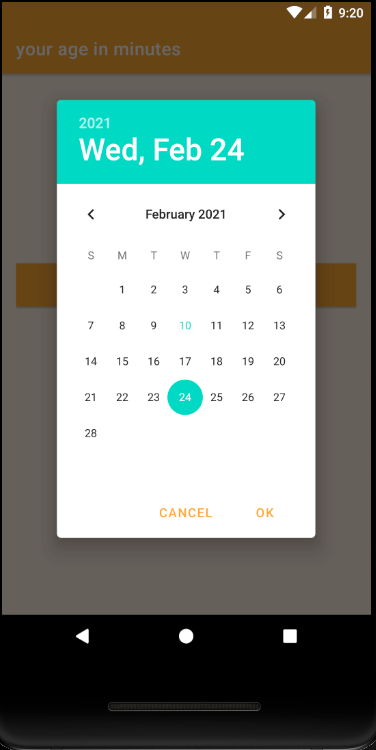 9:20
your age in minutes
2021
Wed, Feb 24
February 2021
S M T W T F S
1 2 3 4 5 6
7 8 9 10 11 12 13
14 15 16 17 18 19 20
21 22 23 24 25 26 27
28
CANCEL OK